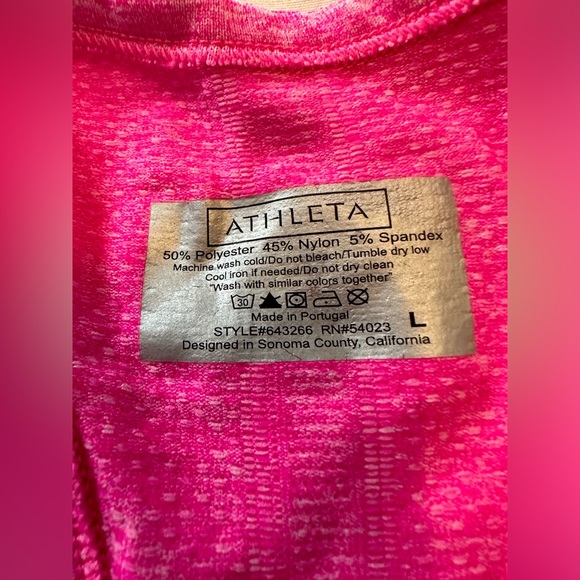 ATHLETA
50% Polyester 45% Nylon 5% Spandex
Machine wash cold/Do not bleach/Tumble dry low
Cool iron if needed/Do not dry clean
"Wash with similar colors together"
30
Made in Portugal
STYLE#643266 RN#54023 L
Designed in Sonoma County, California